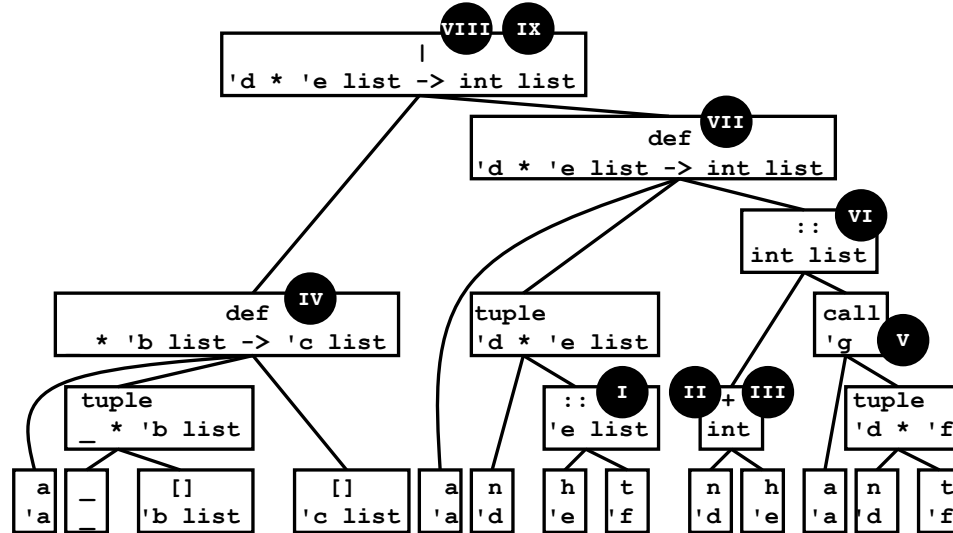 VIII IX
|
'd * 'e list -> int list
VII
def
'd * 'e list -> int list
VI
::
int list
IV
def
_ * 'b list -> 'c list
tuple
'd * 'e list
call
'g
V
tuple
_ * 'b list
I
::
'e list
II + III
int
tuple
'd * 'f
a _ [] [] a n h t n h a n t
'a _ 'b list 'c list 'a 'd 'e 'f 'd 'e 'a 'd 'f